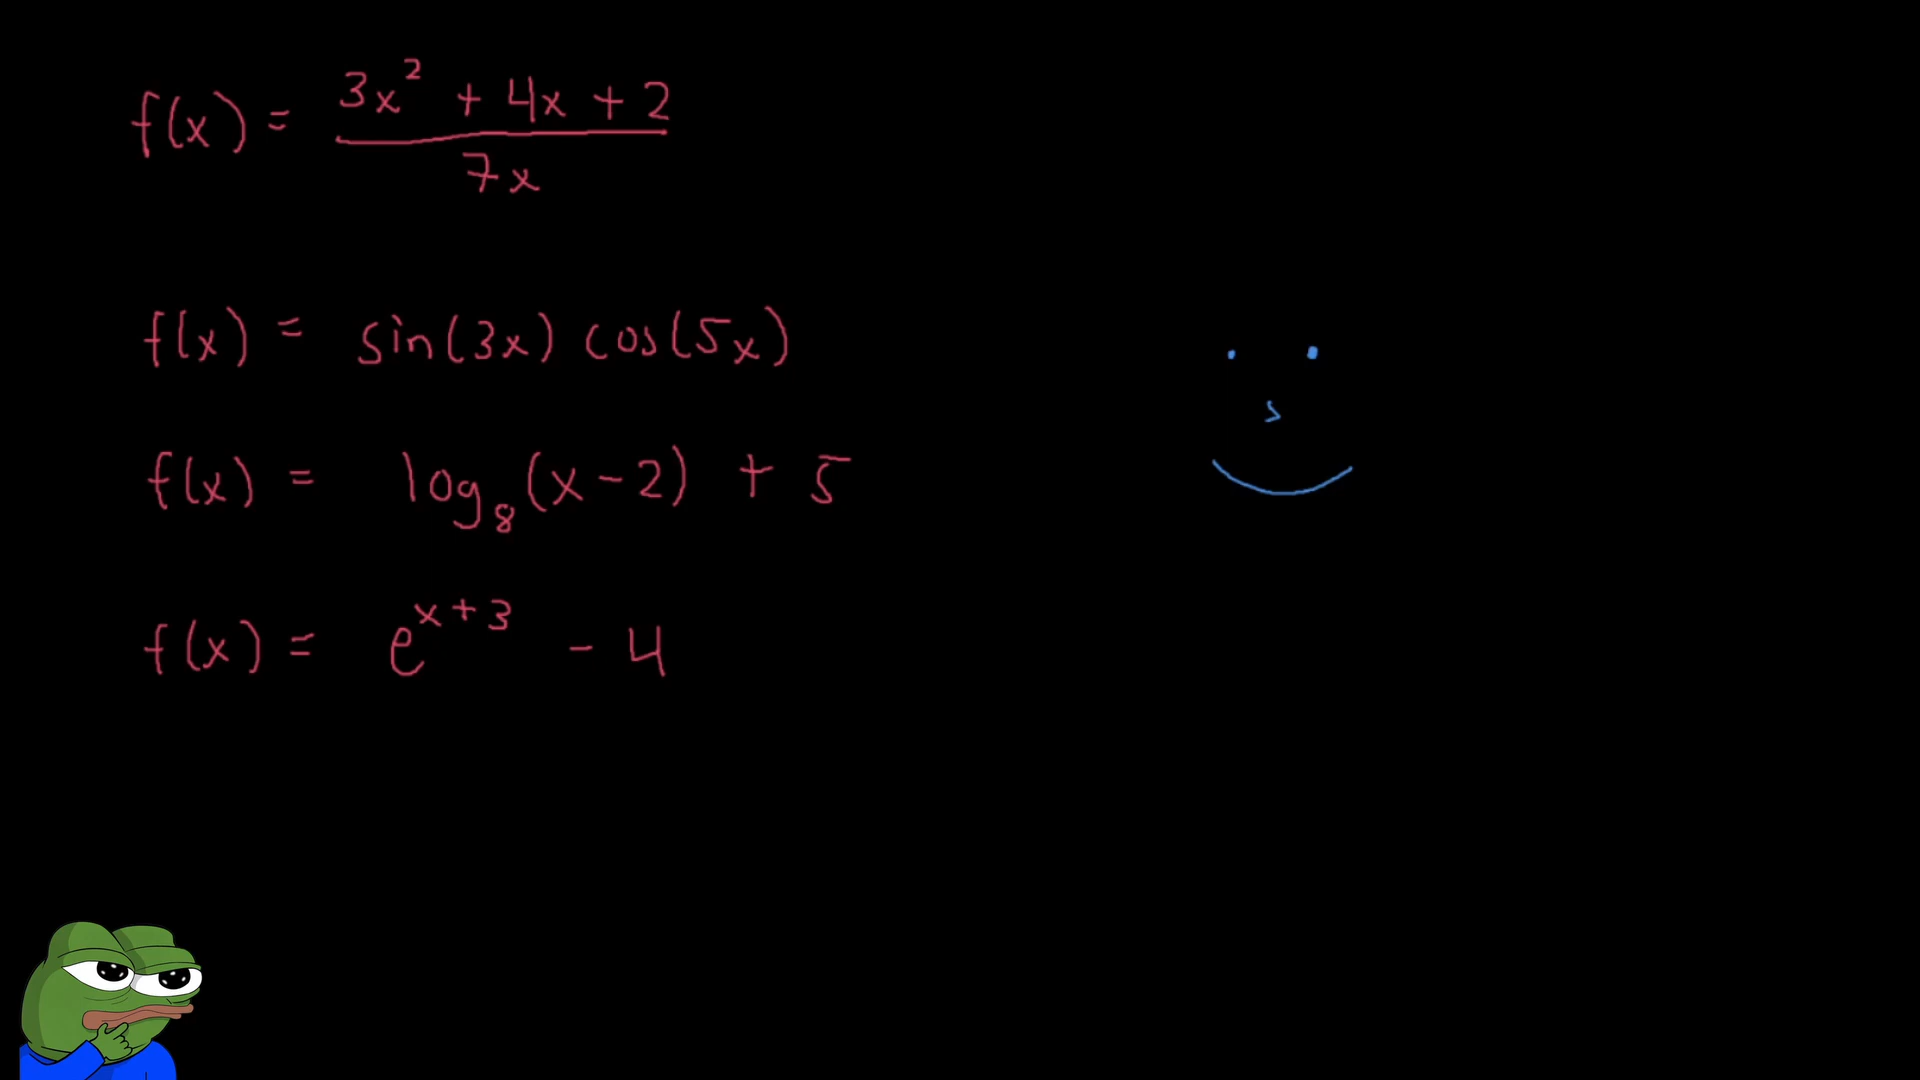 f(x) = (3x² + 4x + 2) / 7x
f(x) = sin(3x) cos(5x)
f(x) = log₈(x-2) + 5
f(x) = e^(x+3) - 4